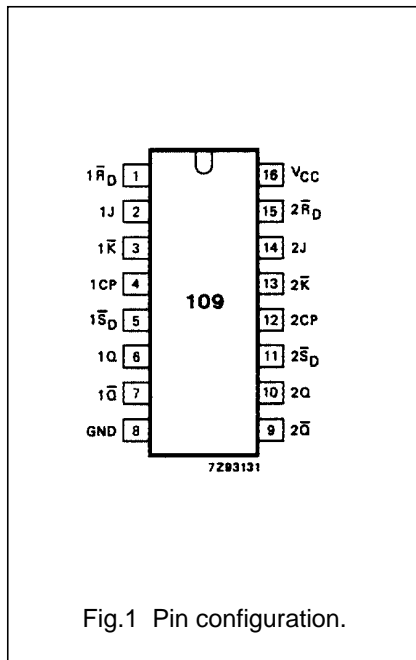 1R̅D 1 16 VCC
1J 2 15 2R̅D
1K̅ 3 14 2J
1CP 4 13 2K̅
109
1S̅D 5 12 2CP
1Q 6 11 2S̅D
1Q̅ 7 10 2Q
GND 8 9 2Q̅
7Z93131
Fig.1 Pin configuration.